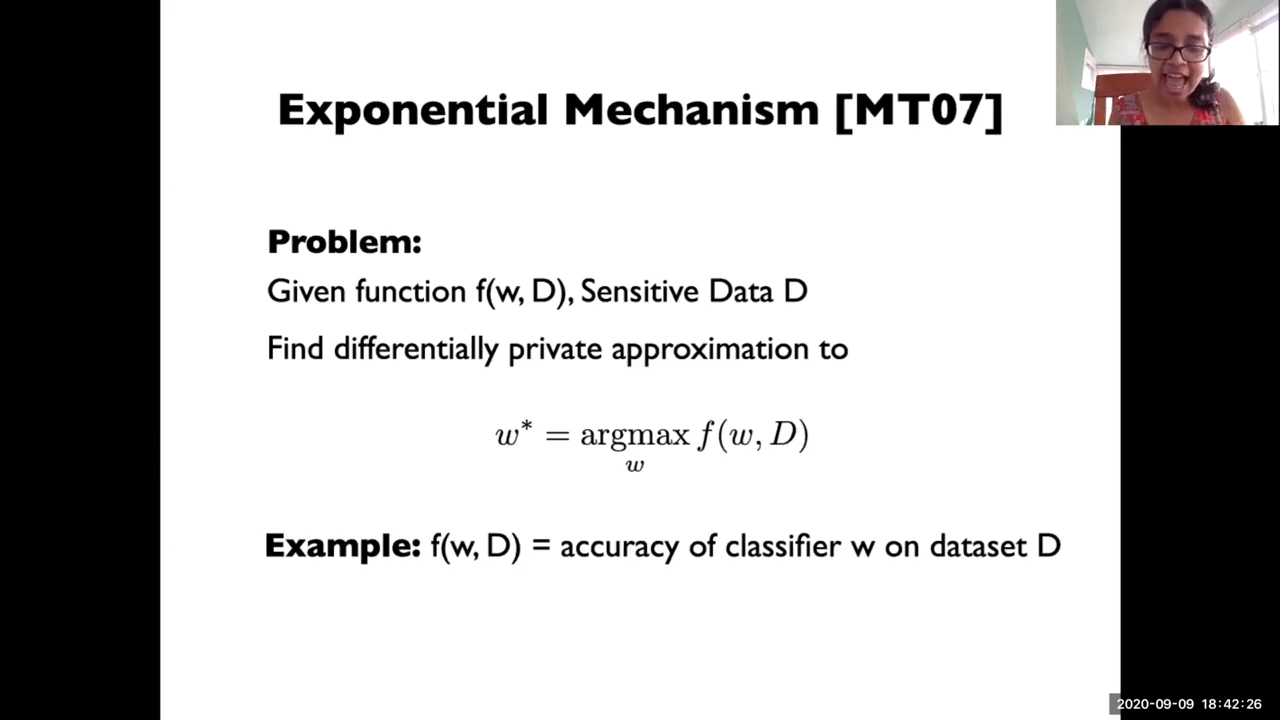 Exponential Mechanism [MT07]
Problem:
Given function f(w, D), Sensitive Data D
Find differentially private approximation to
w* = argmax f(w, D)
w
Example: f(w, D) = accuracy of classifier w on dataset D
2020-09-09 18:42:26